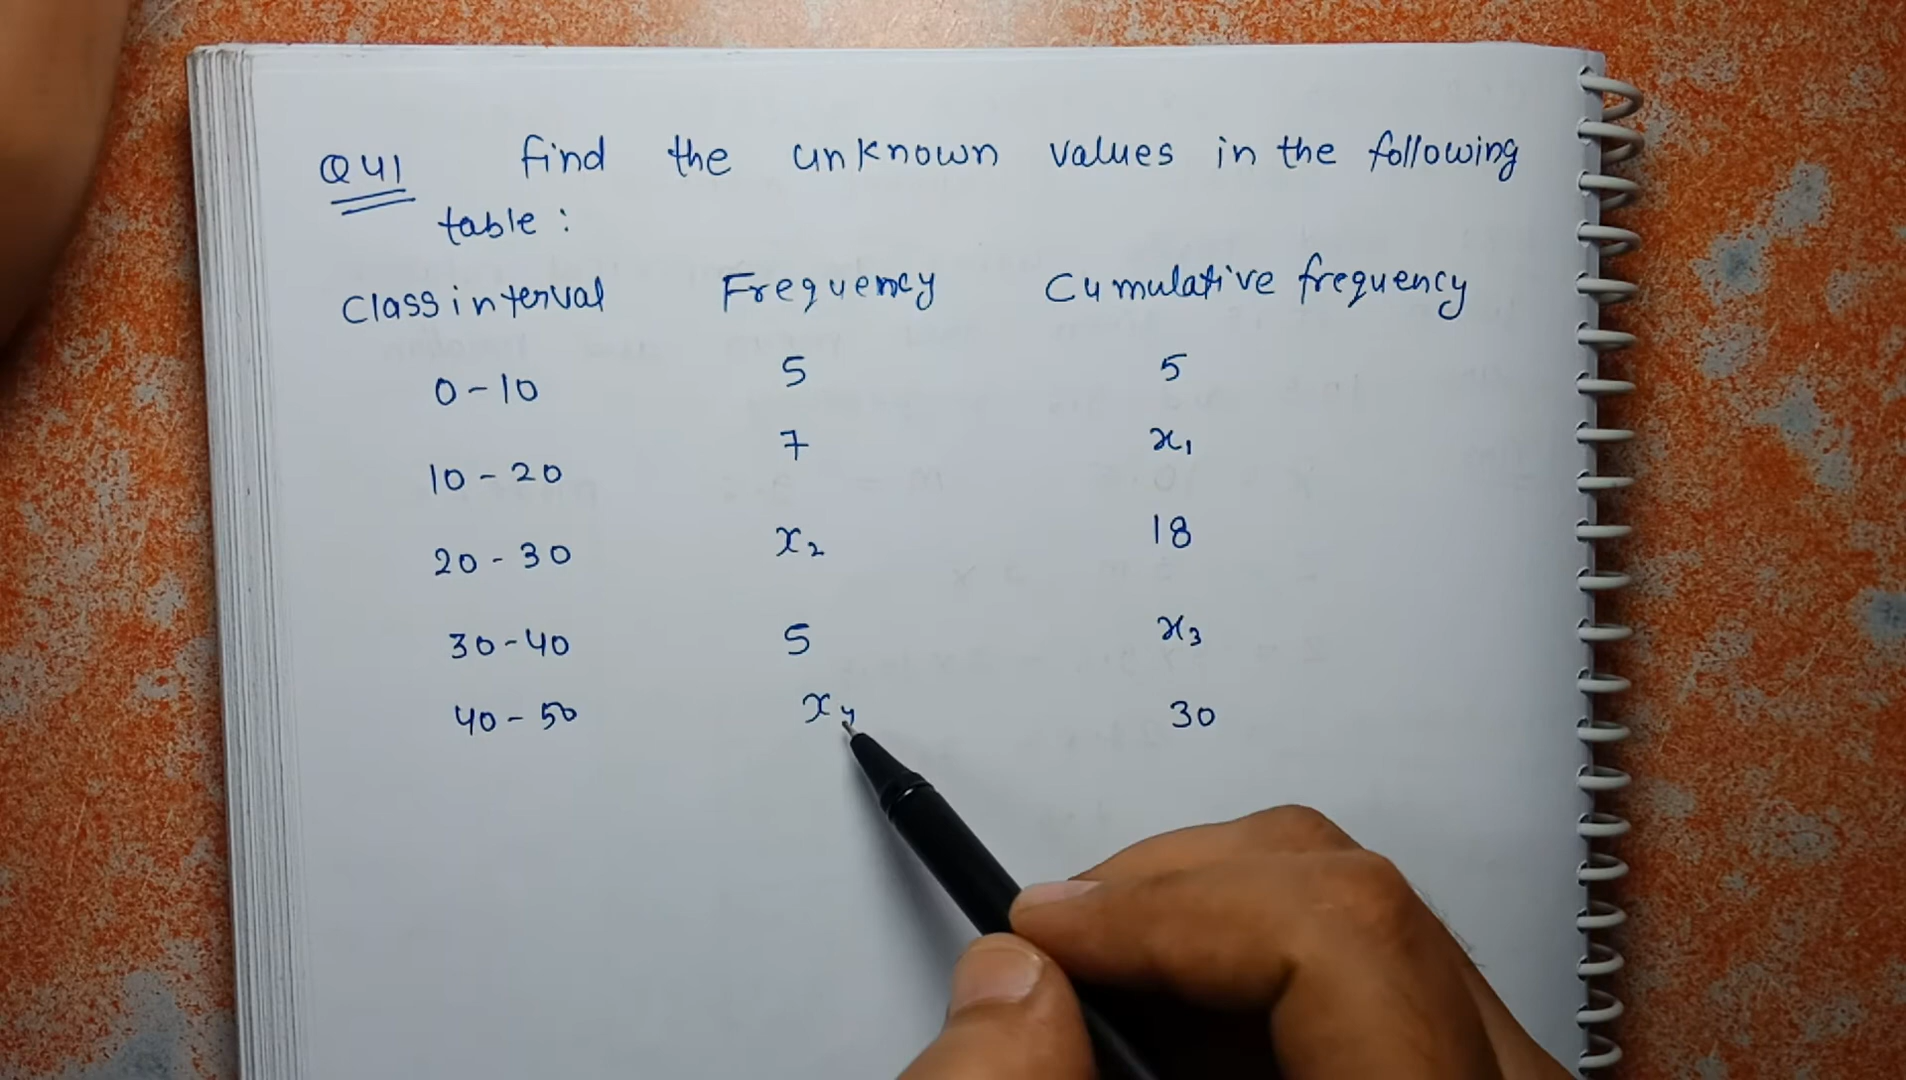 Q41 find the unknown values in the following
table :
Class interval Frequency Cumulative frequency
0 - 10 5 5
10 - 20 7 x₁
20 - 30 x₂ 18
30 - 40 5 x₃
40 - 50 x₄ 30